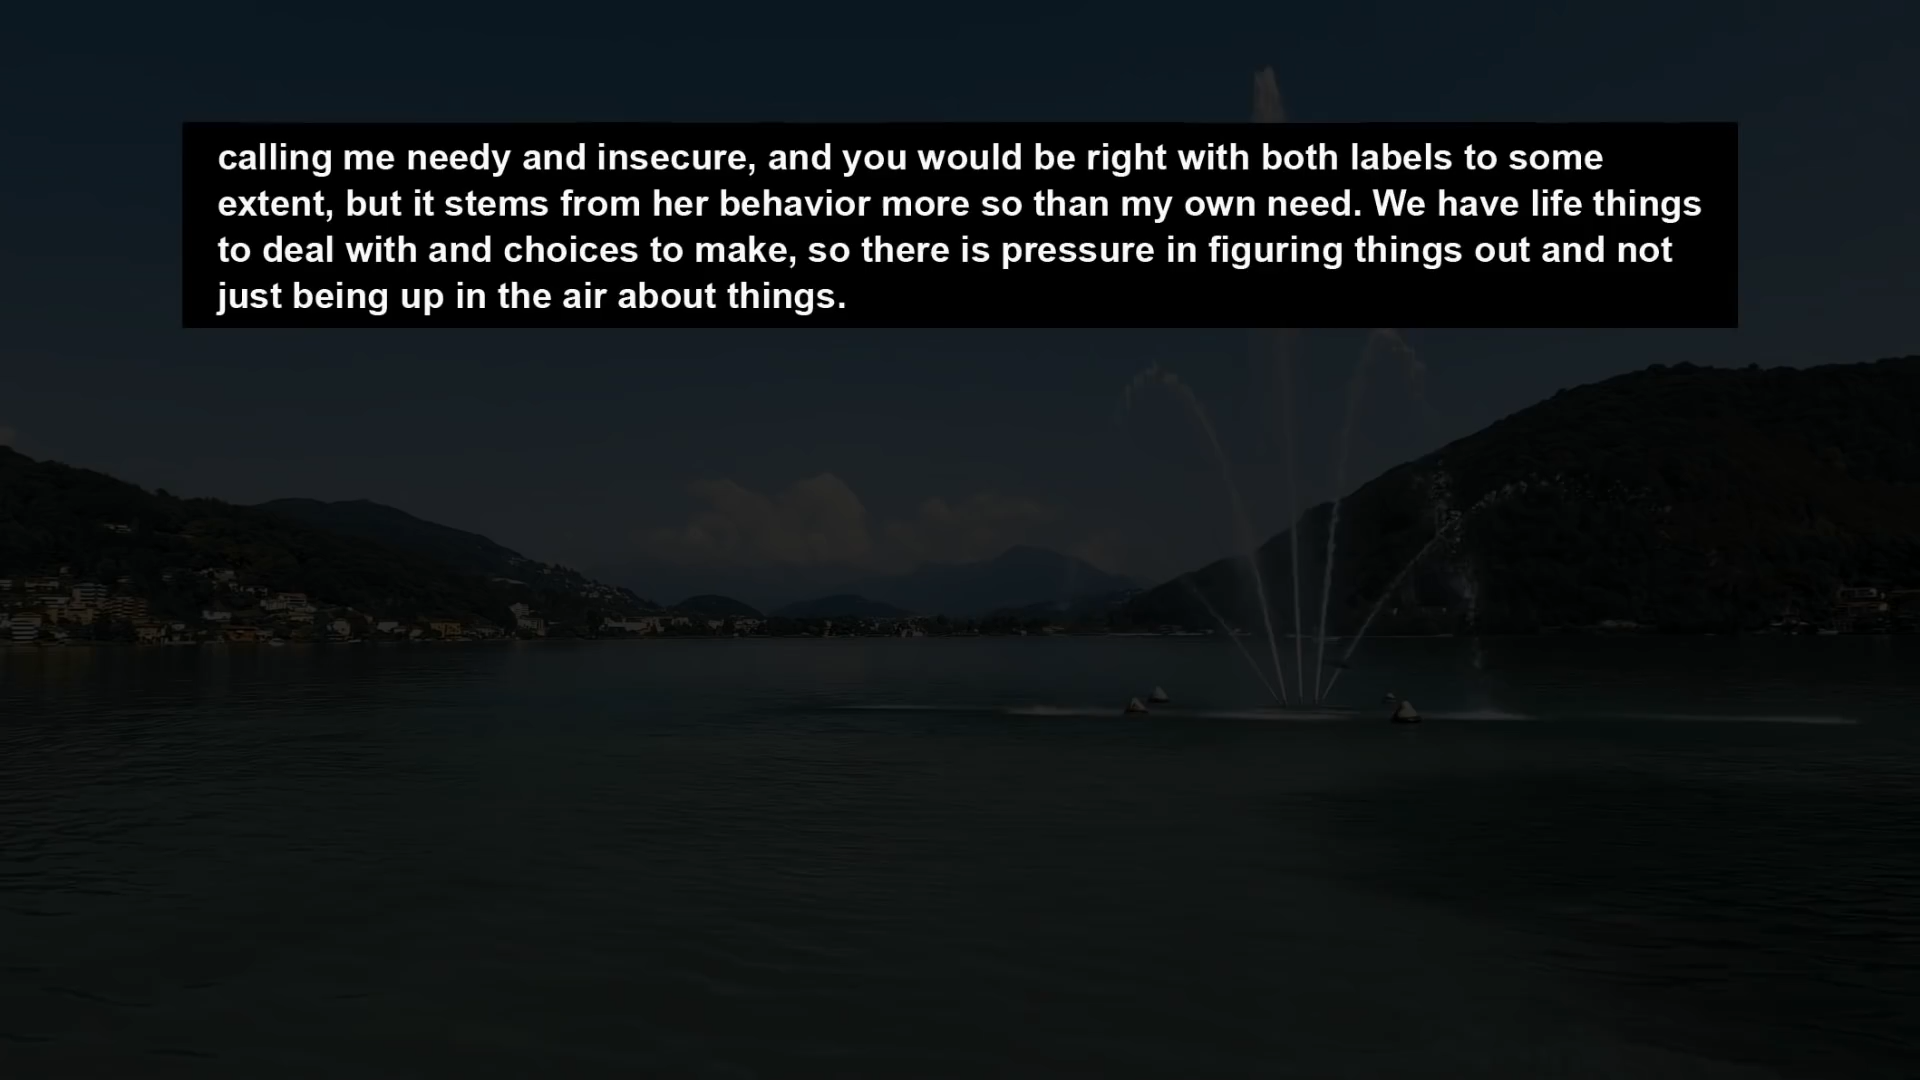 calling me needy and insecure, and you would be right with both labels to some
extent, but it stems from her behavior more so than my own need. We have life things
to deal with and choices to make, so there is pressure in figuring things out and not
just being up in the air about things.